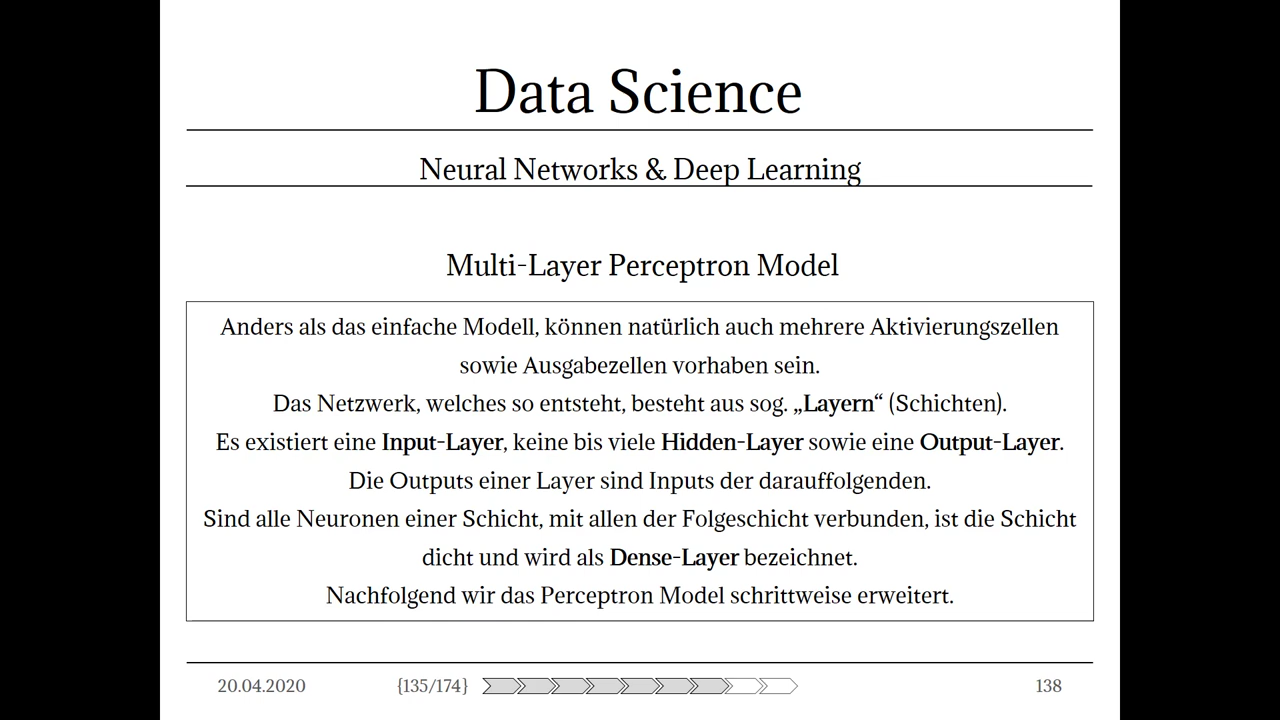 Data Science
Neural Networks & Deep Learning
Multi-Layer Perceptron Model
Anders als das einfache Modell, können natürlich auch mehrere Aktivierungszellen
sowie Ausgabezellen vorhaben sein.
Das Netzwerk, welches so entsteht, besteht aus sog. „Layern“ (Schichten).
Es existiert eine Input-Layer, keine bis viele Hidden-Layer sowie eine Output-Layer.
Die Outputs einer Layer sind Inputs der darauffolgenden.
Sind alle Neuronen einer Schicht, mit allen der Folgeschicht verbunden, ist die Schicht
dicht und wird als Dense-Layer bezeichnet.
Nachfolgend wir das Perceptron Model schrittweise erweitert.
20.04.2020 {135/174} 138